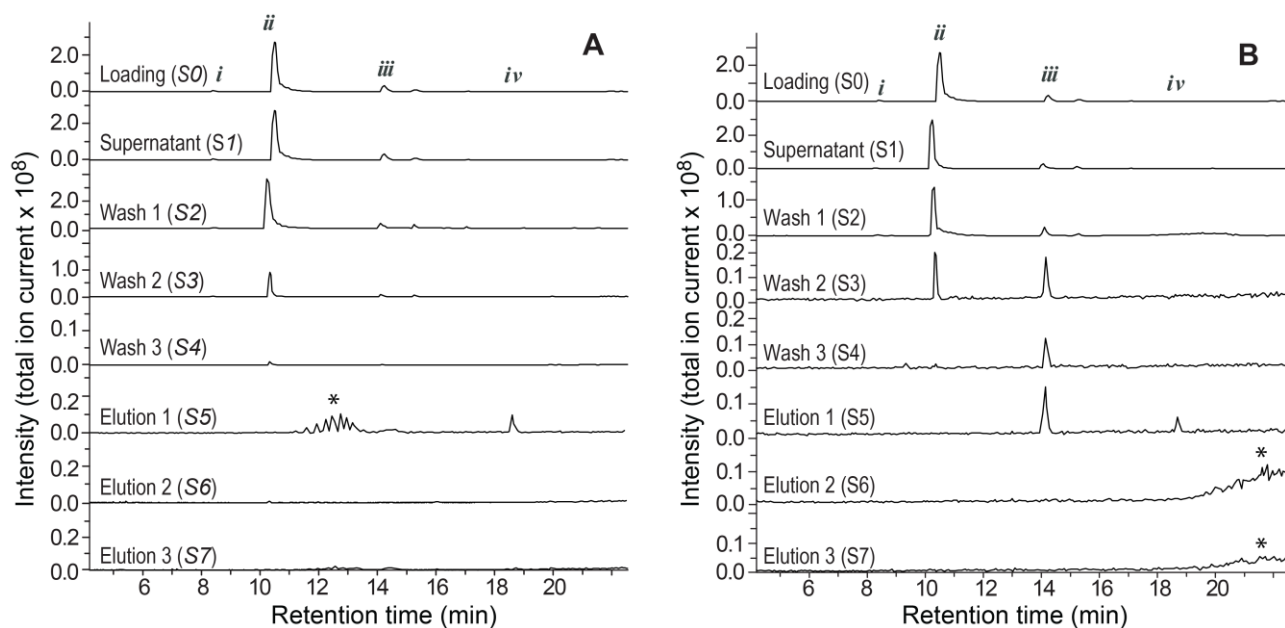 A
Intensity (total ion current x 10⁸)
i
ii
iii
iv
2.0
0.0
Loading (S0)
2.0
0.0
Supernatant (S1)
2.0
0.0
Wash 1 (S2)
1.0
0.0
Wash 2 (S3)
0.1
0.0
Wash 3 (S4)
0.2
0.0
Elution 1 (S5)
*
0.2
0.0
Elution 2 (S6)
0.2
0.0
Elution 3 (S7)
6 8 10 12 14 16 18 20
Retention time (min)
B
Intensity (total ion current x 10⁸)
i
ii
iii
iv
2.0
0.0
Loading (S0)
2.0
0.0
Supernatant (S1)
1.0
0.0
Wash 1 (S2)
0.2
0.1
0.0
Wash 2 (S3)
0.2
0.1
0.0
Wash 3 (S4)
0.1
0.0
Elution 1 (S5)
0.1
0.0
Elution 2 (S6)
*
0.1
0.0
Elution 3 (S7)
*
6 8 10 12 14 16 18 20
Retention time (min)